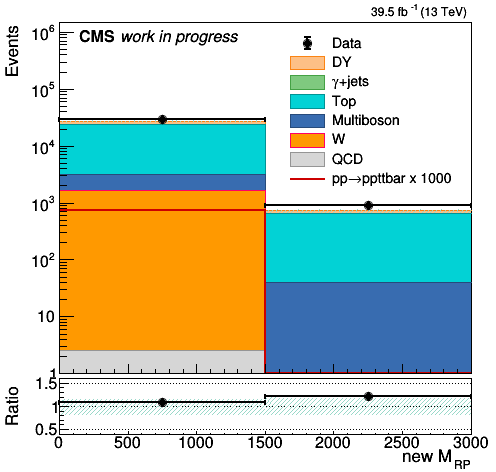 39.5 fb⁻¹ (13 TeV)
CMS work in progress
Events
10⁶
10⁵
10⁴
10³
10²
10
1
Data
DY
γ+jets
Top
Multiboson
W
QCD
pp→ppttbar x 1000
Ratio
1.5
1
0.5
0 500 1000 1500 2000 2500 3000
new M_RP